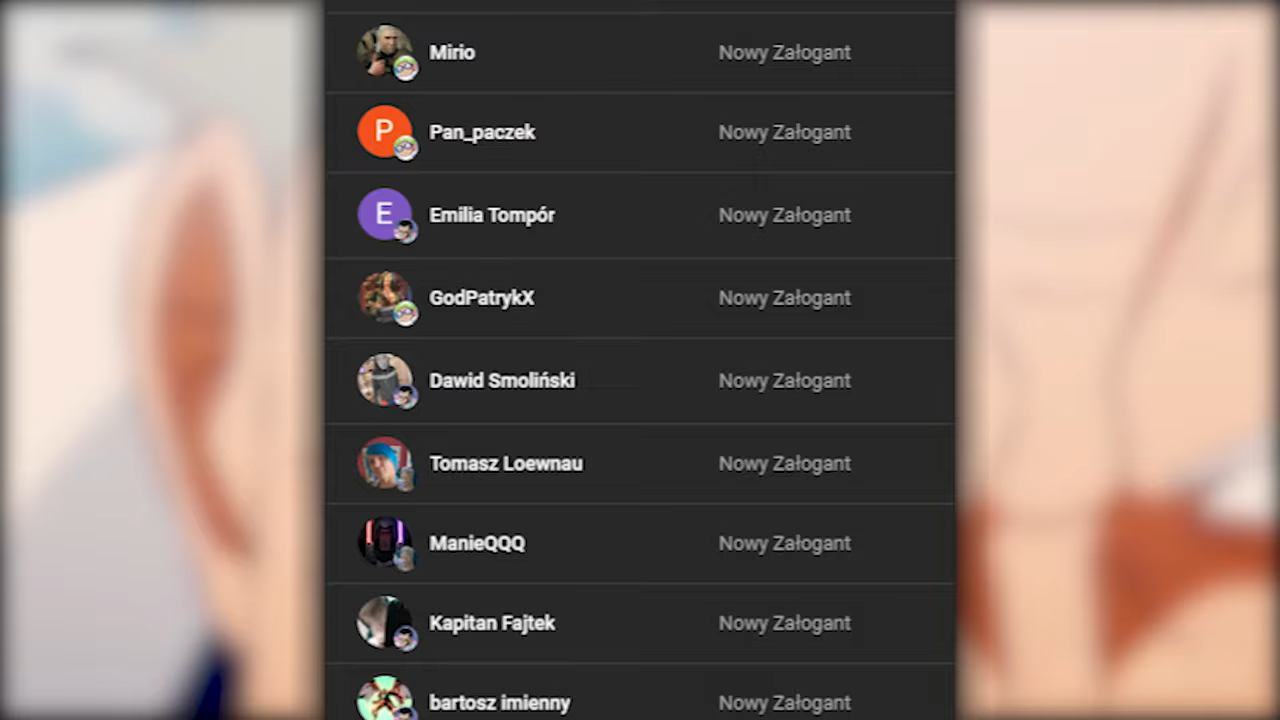 Mirio Nowy Załogant
P Pan_paczek Nowy Załogant
E Emilia Tompór Nowy Załogant
GodPatrykX Nowy Załogant
Dawid Smoliński Nowy Załogant
Tomasz Loewnau Nowy Załogant
ManieQQQ Nowy Załogant
Kapitan Fajtek Nowy Załogant
bartosz imienny Nowy Załogant